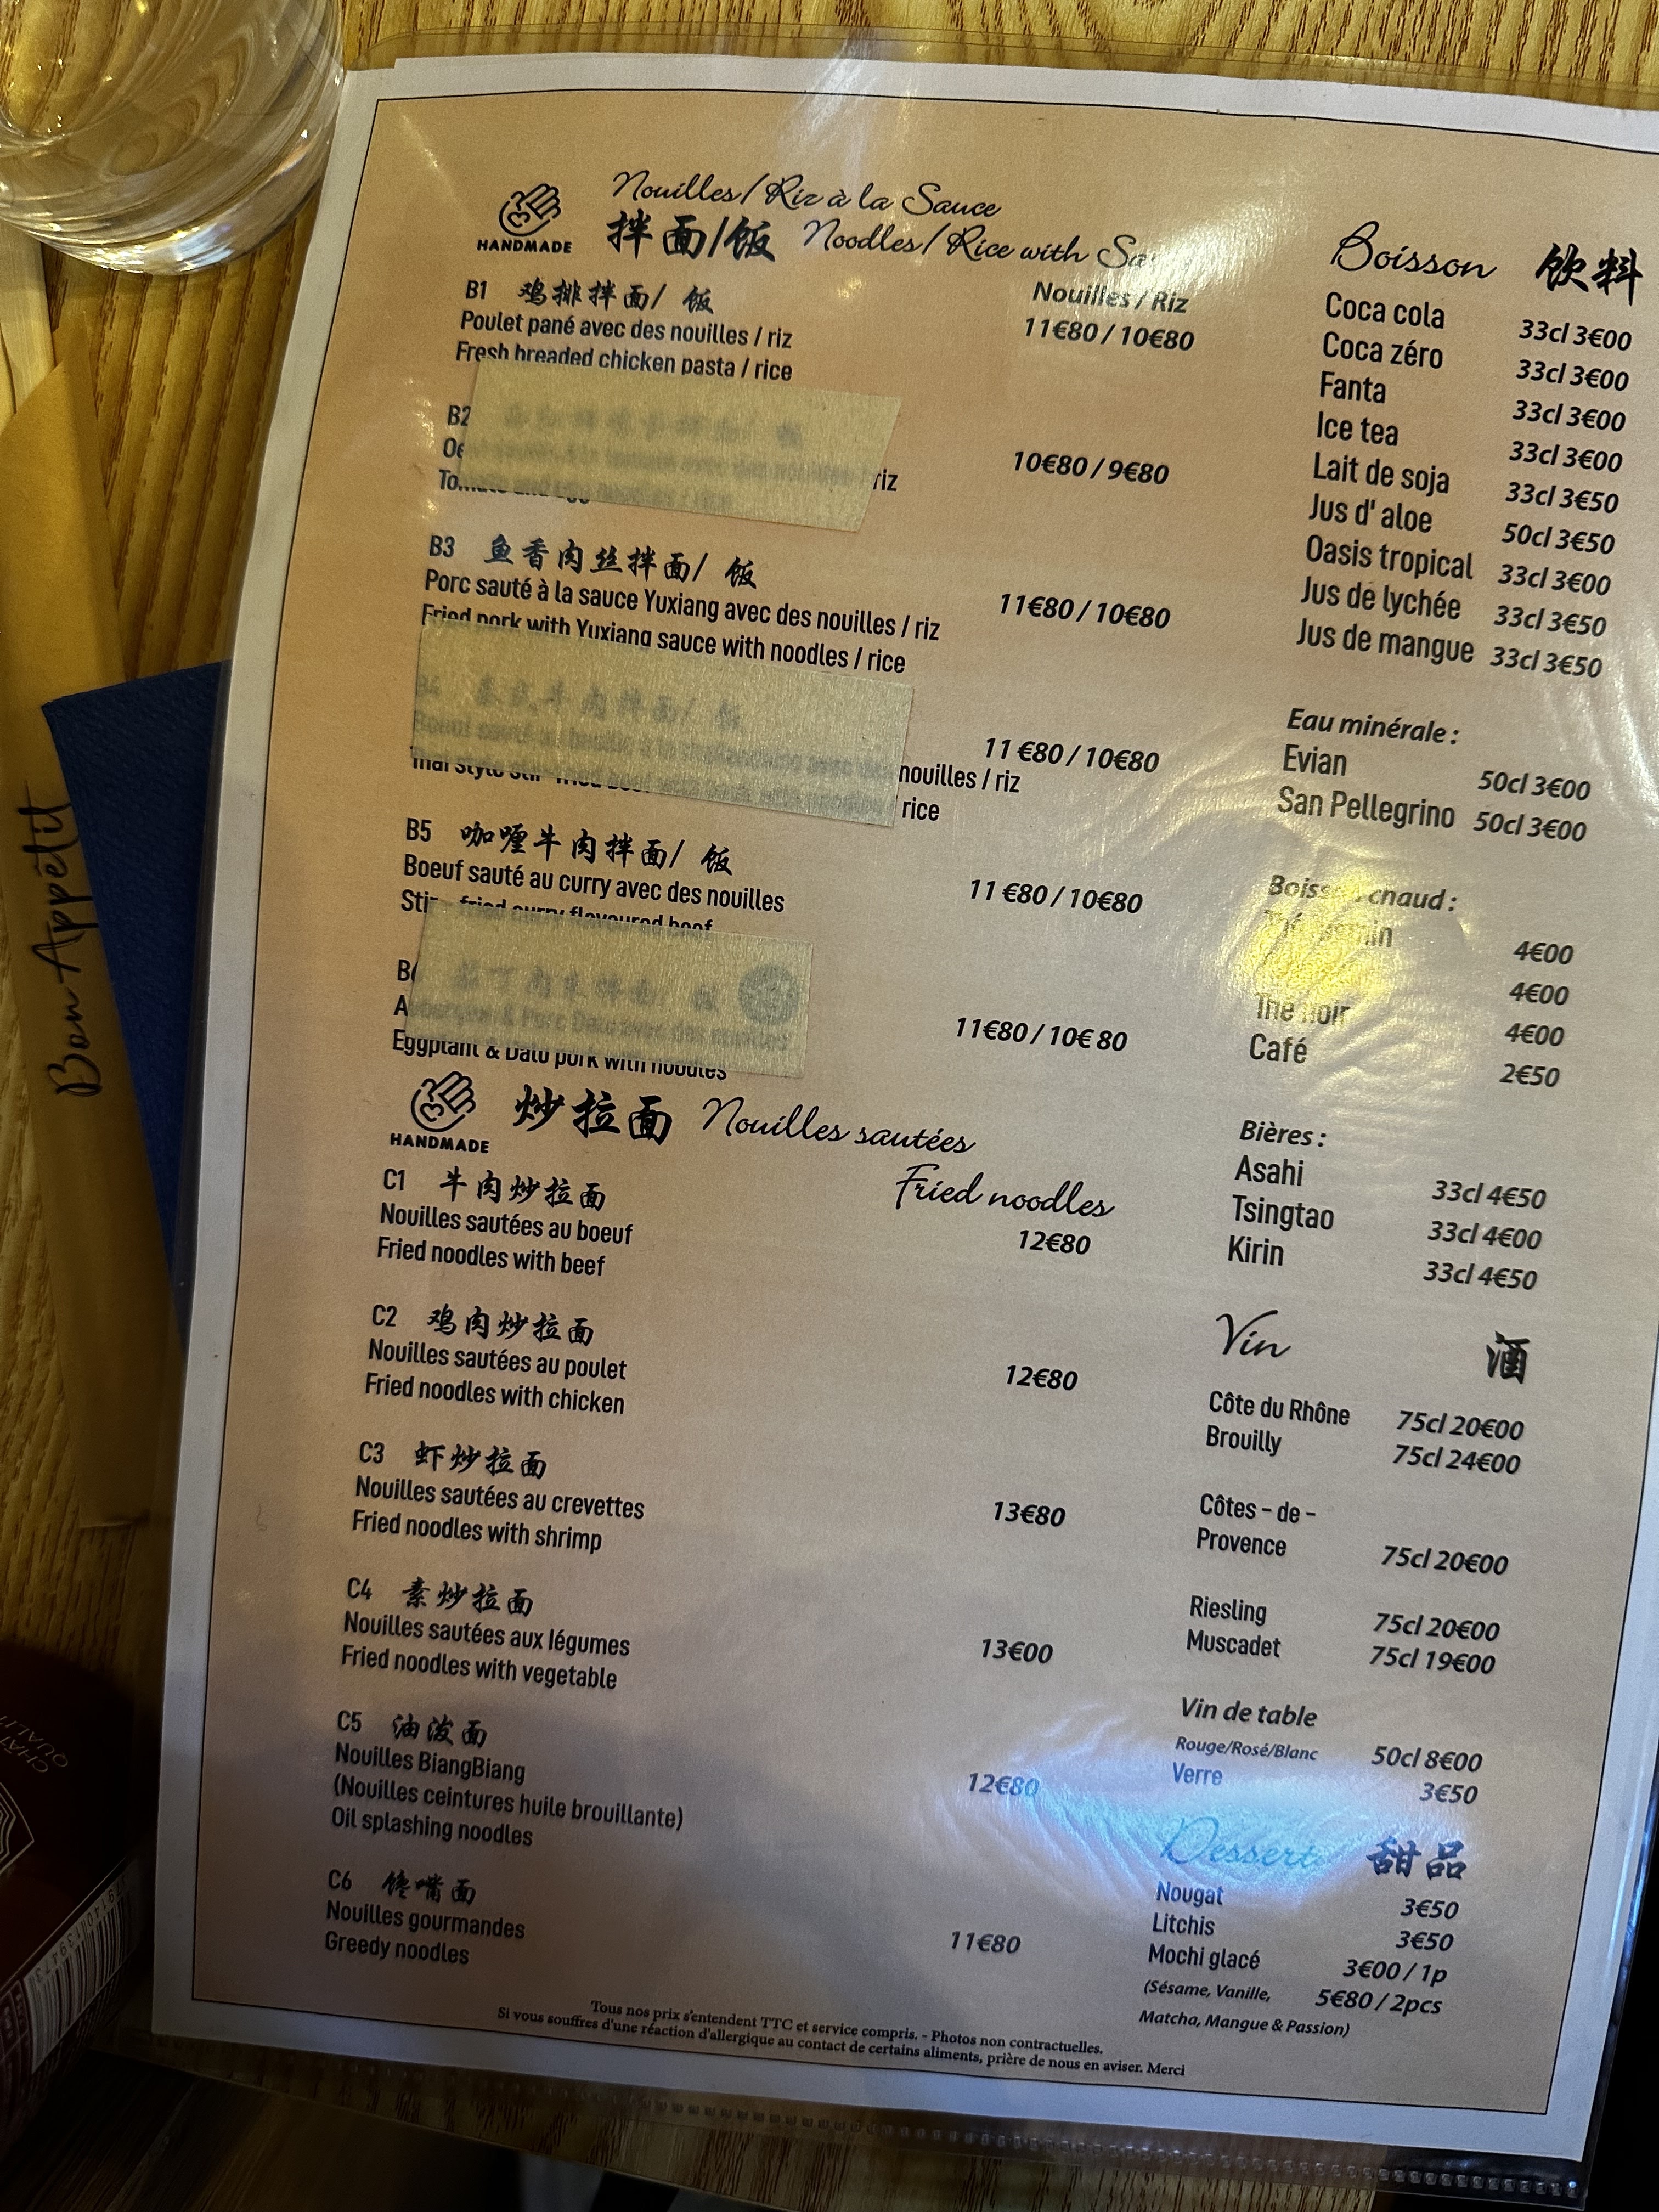 Nouilles / Riz à la Sauce
HANDMADE
拌面/饭 Noodles / Rice with
Nouilles / Riz
B1 鸡排拌面/ 饭
Poulet pané avec des nouilles / riz 11€80 / 10€80
Fresh breaded chicken pasta / rice
B2
riz 10€80 / 9€80
B3 鱼香肉丝拌面/ 饭
Porc sauté à la sauce Yuxiang avec des nouilles / riz 11€80 / 10€80
Fried pork with Yuxiang sauce with noodles / rice
B4
nouilles / riz 11 €80 / 10€80
Thai style stir-fried beef rice
B5 咖喱牛肉拌面/ 饭
Boeuf sauté au curry avec des nouilles 11 €80 / 10€80
Stir - fried curry flavoured beef
11€80 / 10€ 80
Eggplant & Dato pork with noodles
HANDMADE
炒拉面 Nouilles sautées
Fried noodles
C1 牛肉炒拉面
Nouilles sautées au boeuf 12€80
Fried noodles with beef
C2 鸡肉炒拉面
Nouilles sautées au poulet 12€80
Fried noodles with chicken
C3 虾炒拉面
Nouilles sautées au crevettes 13€80
Fried noodles with shrimp
C4 素炒拉面
Nouilles sautées aux légumes 13€00
Fried noodles with vegetable
C5 油泼面
Nouilles BiangBiang 12€80
(Nouilles ceintures huile brouillante)
Oil splashing noodles
C6 馋嘴面
Nouilles gourmandes 11€80
Greedy noodles
Boisson 饮料
Coca cola 33cl 3€00
Coca zéro 33cl 3€00
Fanta 33cl 3€00
Ice tea 33cl 3€00
Lait de soja 33cl 3€50
Jus d' aloe 50cl 3€50
Oasis tropical 33cl 3€00
Jus de lychée 33cl 3€50
Jus de mangue 33cl 3€50
Eau minérale :
Evian 50cl 3€00
San Pellegrino 50cl 3€00
chaud :
4€00
4€00
Thé noir 4€00
Café 2€50
Bières :
Asahi 33cl 4€50
Tsingtao 33cl 4€00
Kirin 33cl 4€50
Vin 酒
Côte du Rhône 75cl 20€00
Brouilly 75cl 24€00
Côtes - de -
Provence 75cl 20€00
Riesling 75cl 20€00
Muscadet 75cl 19€00
Vin de table
Rouge/Rosé/Blanc 50cl 8€00
Verre 3€50
Dessert 甜品
Nougat 3€50
Litchis 3€50
Mochi glacé 3€00 / 1p
(Sésame, Vanille, 5€80 / 2pcs
Matcha, Mangue & Passion)
Tous nos prix s'entendent TTC et service compris. - Photos non contractuelles.
Si vous souffres d'une réaction d'allergique au contact de certains aliments, prière de nous en aviser. Merci
Bon Appétit